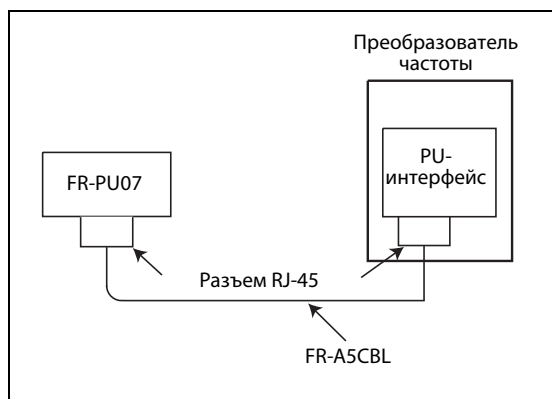 Преобразователь
частоты
FR-PU07
PU-
интерфейс
Разъем RJ-45
FR-A5CBL